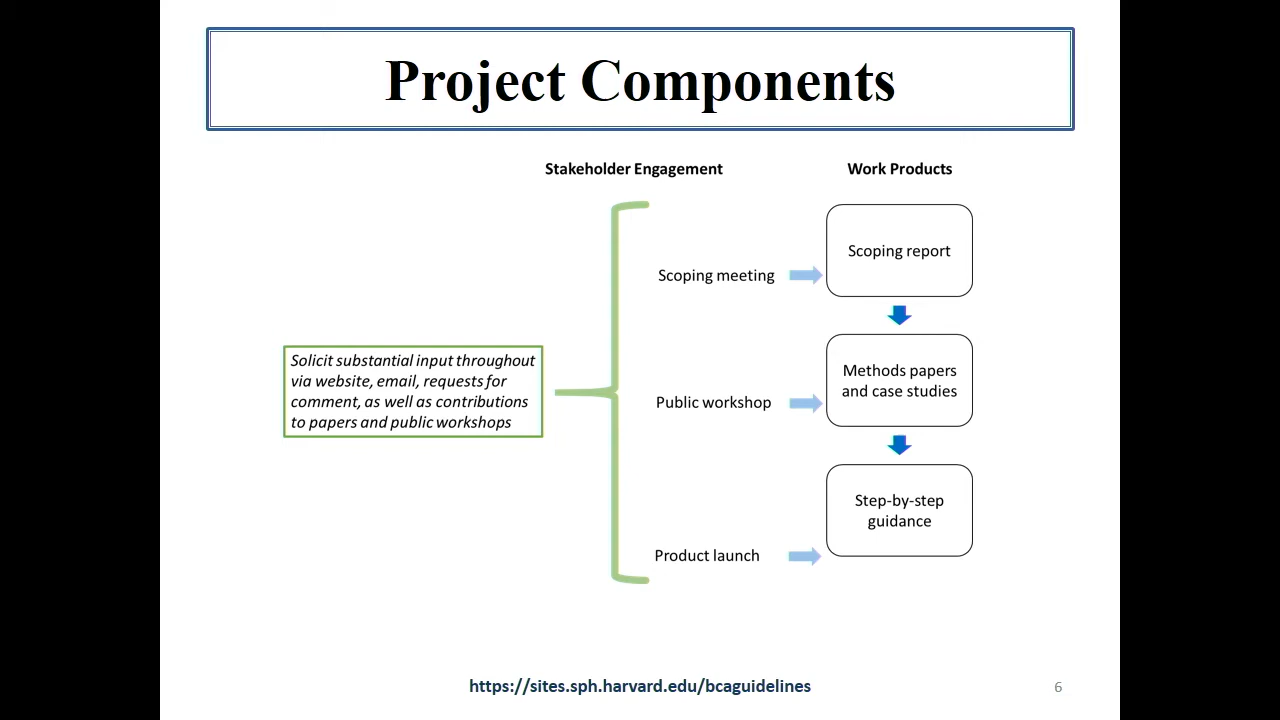 Project Components
Stakeholder Engagement
Work Products
Scoping report
Scoping meeting
Solicit substantial input throughout
via website, email, requests for
comment, as well as contributions
to papers and public workshops
Methods papers
and case studies
Public workshop
Step-by-step
guidance
Product launch
https://sites.sph.harvard.edu/bcaguidelines
6